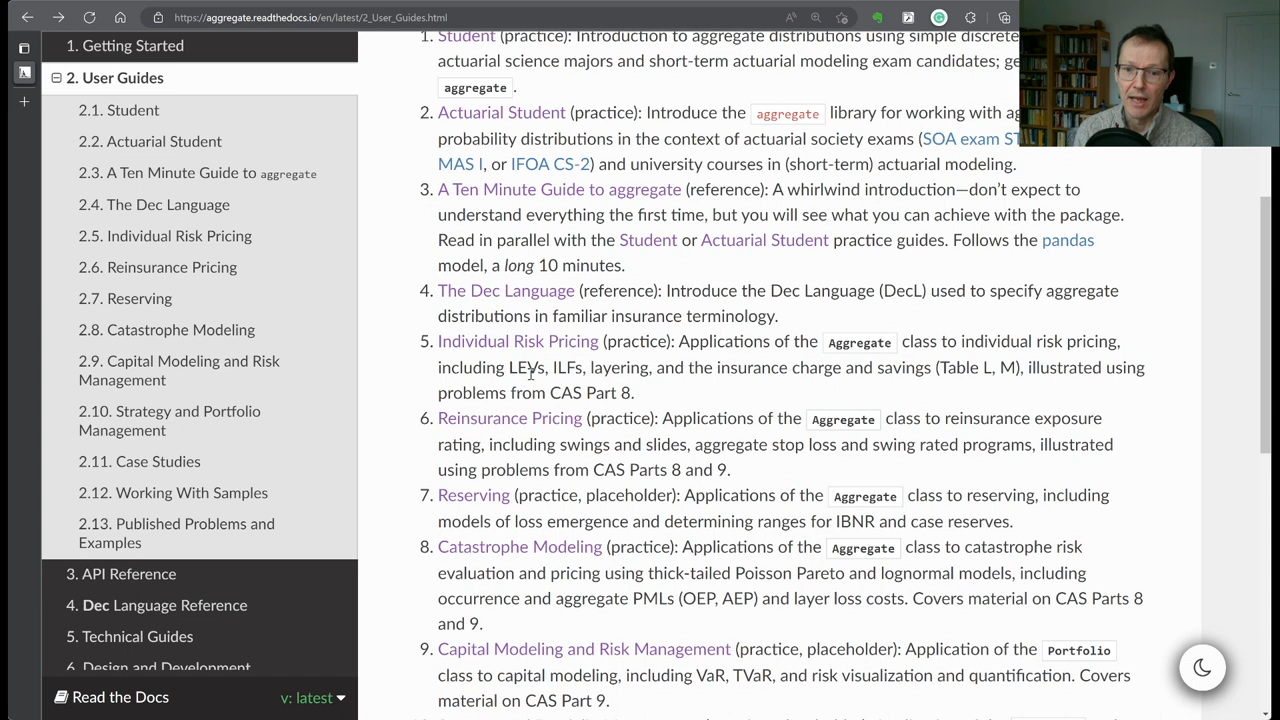 https://aggregate.readthedocs.io/en/latest/2_User_Guides.html
1. Getting Started
2. User Guides
2.1. Student
2.2. Actuarial Student
2.3. A Ten Minute Guide to aggregate
2.4. The Dec Language
2.5. Individual Risk Pricing
2.6. Reinsurance Pricing
2.7. Reserving
2.8. Catastrophe Modeling
2.9. Capital Modeling and Risk
Management
2.10. Strategy and Portfolio
Management
2.11. Case Studies
2.12. Working With Samples
2.13. Published Problems and
Examples
3. API Reference
4. Dec Language Reference
5. Technical Guides
6. Design and Development
Read the Docs
v: latest
1. Student (practice): Introduction to aggregate distributions using simple discrete
actuarial science majors and short-term actuarial modeling exam candidates; ge
aggregate.
2. Actuarial Student (practice): Introduce the aggregate library for working with ag
probability distributions in the context of actuarial society exams (SOA exam ST
MAS I, or IFOA CS-2) and university courses in (short-term) actuarial modeling.
3. A Ten Minute Guide to aggregate (reference): A whirlwind introduction—don’t expect to
understand everything the first time, but you will see what you can achieve with the package.
Read in parallel with the Student or Actuarial Student practice guides. Follows the pandas
model, a long 10 minutes.
4. The Dec Language (reference): Introduce the Dec Language (DecL) used to specify aggregate
distributions in familiar insurance terminology.
5. Individual Risk Pricing (practice): Applications of the Aggregate class to individual risk pricing,
including LEVs, ILFs, layering, and the insurance charge and savings (Table L, M), illustrated using
problems from CAS Part 8.
6. Reinsurance Pricing (practice): Applications of the Aggregate class to reinsurance exposure
rating, including swings and slides, aggregate stop loss and swing rated programs, illustrated
using problems from CAS Parts 8 and 9.
7. Reserving (practice, placeholder): Applications of the Aggregate class to reserving, including
models of loss emergence and determining ranges for IBNR and case reserves.
8. Catastrophe Modeling (practice): Applications of the Aggregate class to catastrophe risk
evaluation and pricing using thick-tailed Poisson Pareto and lognormal models, including
occurrence and aggregate PMLs (OEP, AEP) and layer loss costs. Covers material on CAS Parts 8
and 9.
9. Capital Modeling and Risk Management (practice, placeholder): Application of the Portfolio
class to capital modeling, including VaR, TVaR, and risk visualization and quantification. Covers
material on CAS Part 9.